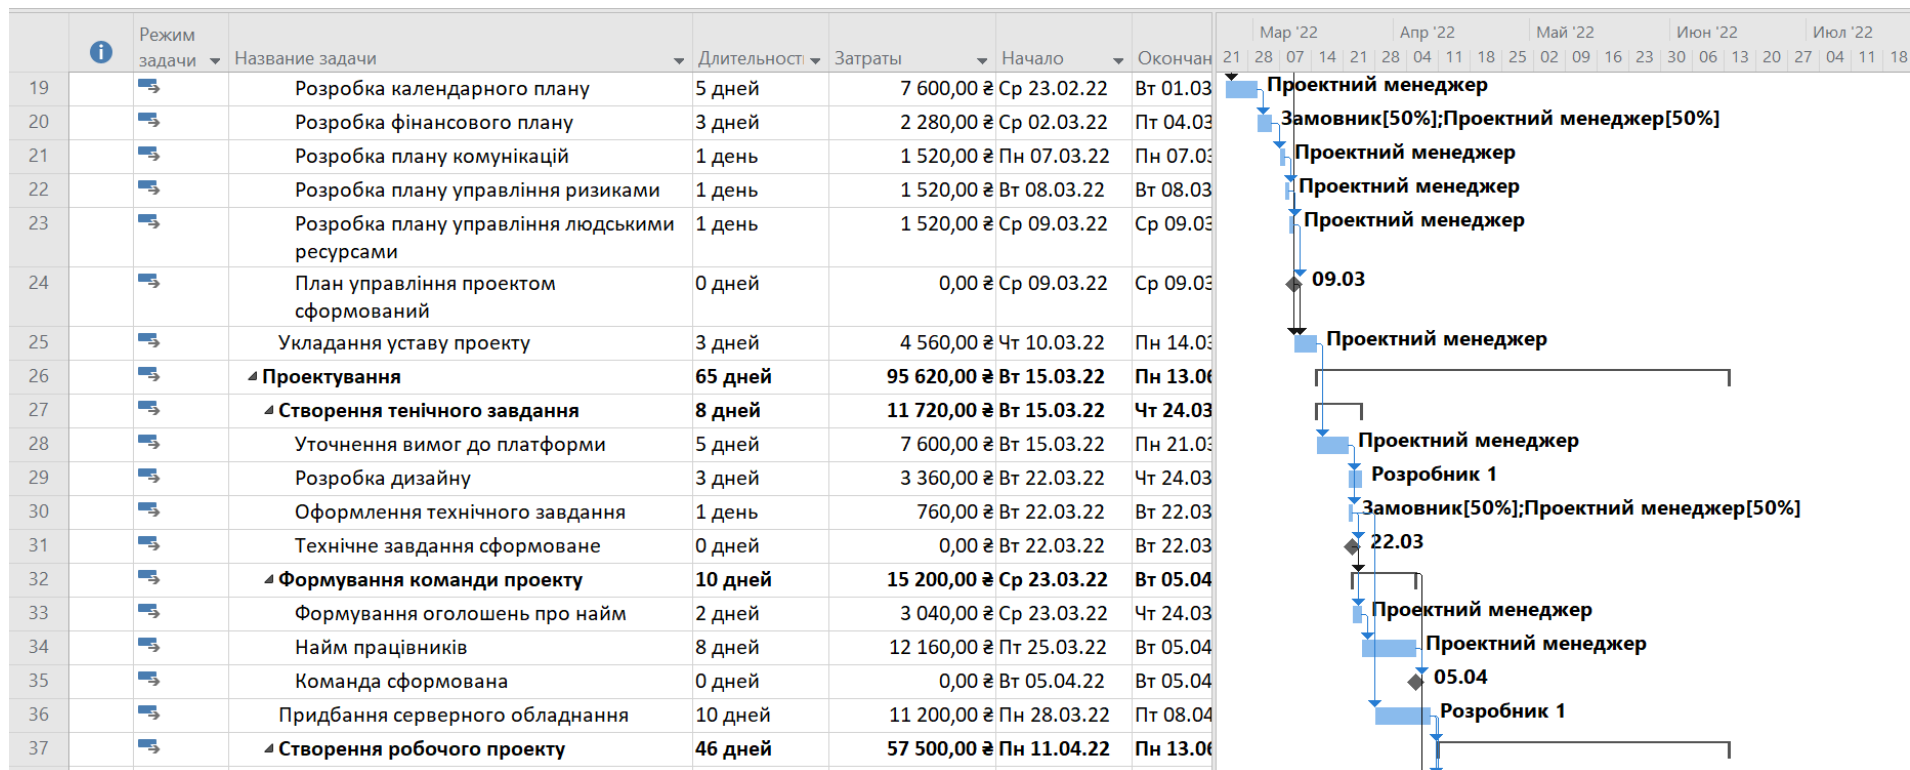 Режим задачи Название задачи Длительност Затраты Начало Окончан
Мар '22 Апр '22 Май '22 Июн '22 Июл '22
21 28 07 14 21 28 04 11 18 25 02 09 16 23 30 06 13 20 27 04 11 18
19 Розробка календарного плану 5 дней 7 600,00 ₴ Ср 23.02.22 Вт 01.03 Проектний менеджер
20 Розробка фінансового плану 3 дней 2 280,00 ₴ Ср 02.03.22 Пт 04.03 Замовник[50%];Проектний менеджер[50%]
21 Розробка плану комунікацій 1 день 1 520,00 ₴ Пн 07.03.22 Пн 07.03 Проектний менеджер
22 Розробка плану управління ризиками 1 день 1 520,00 ₴ Вт 08.03.22 Вт 08.03 Проектний менеджер
23 Розробка плану управління людськими 1 день 1 520,00 ₴ Ср 09.03.22 Ср 09.03 Проектний менеджер
ресурсами
24 План управління проектом 0 дней 0,00 ₴ Ср 09.03.22 Ср 09.03 09.03
сформований
25 Укладання уставу проекту 3 дней 4 560,00 ₴ Чт 10.03.22 Пн 14.03 Проектний менеджер
26 Проектування 65 дней 95 620,00 ₴ Вт 15.03.22 Пн 13.06
27 Створення тенічного завдання 8 дней 11 720,00 ₴ Вт 15.03.22 Чт 24.03
28 Уточнення вимог до платформи 5 дней 7 600,00 ₴ Вт 15.03.22 Пн 21.03 Проектний менеджер
29 Розробка дизайну 3 дней 3 360,00 ₴ Вт 22.03.22 Чт 24.03 Розробник 1
30 Оформлення технічного завдання 1 день 760,00 ₴ Вт 22.03.22 Вт 22.03 Замовник[50%];Проектний менеджер[50%]
31 Технічне завдання сформоване 0 дней 0,00 ₴ Вт 22.03.22 Вт 22.03 22.03
32 Формування команди проекту 10 дней 15 200,00 ₴ Ср 23.03.22 Вт 05.04
33 Формування оголошень про найм 2 дней 3 040,00 ₴ Ср 23.03.22 Чт 24.03 Проектний менеджер
34 Найм працівників 8 дней 12 160,00 ₴ Пт 25.03.22 Вт 05.04 Проектний менеджер
35 Команда сформована 0 дней 0,00 ₴ Вт 05.04.22 Вт 05.04 05.04
36 Придбання серверного обладнання 10 дней 11 200,00 ₴ Пн 28.03.22 Пт 08.04 Розробник 1
37 Створення робочого проекту 46 дней 57 500,00 ₴ Пн 11.04.22 Пн 13.06